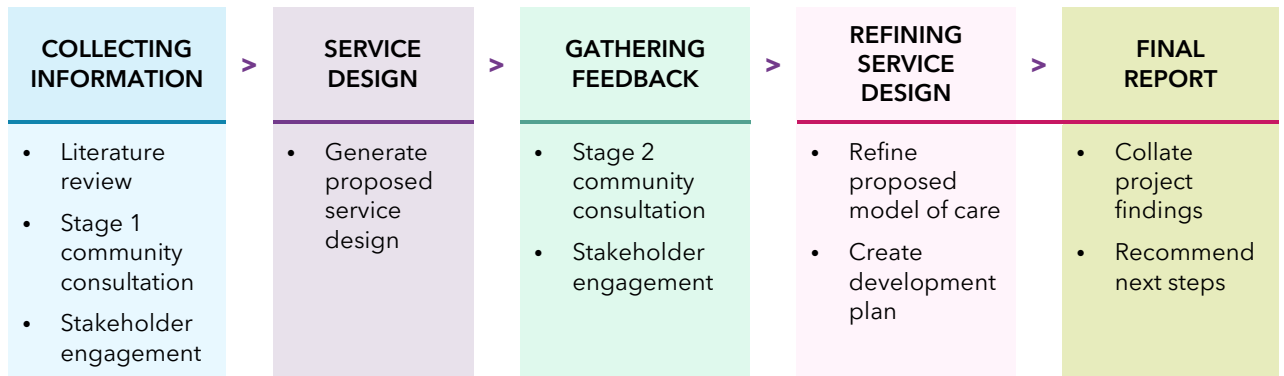 COLLECTING
INFORMATION
>
SERVICE
DESIGN
>
GATHERING
FEEDBACK
>
REFINING
SERVICE
DESIGN
>
FINAL
REPORT
• Literature
review
• Stage 1
community
consultation
• Stakeholder
engagement
• Generate
proposed
service
design
• Stage 2
community
consultation
• Stakeholder
engagement
• Refine
proposed
model of care
• Create
development
plan
• Collate
project
findings
• Recommend
next steps